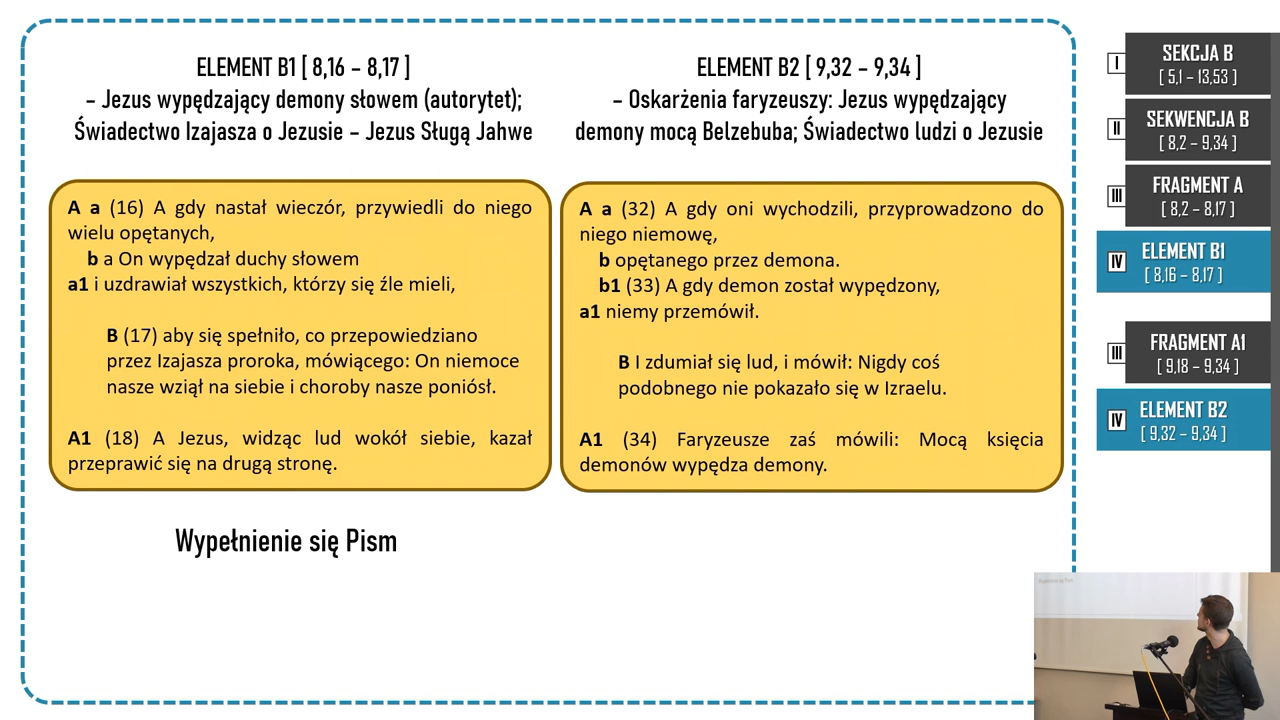 ELEMENT B1 [ 8,16 – 8,17 ]
– Jezus wypędzający demony słowem (autorytet);
Świadectwo Izajasza o Jezusie – Jezus Sługą Jahwe
A a (16) A gdy nastał wieczór, przywiedli do niego
wielu opętanych,
b a On wypędzał duchy słowem
a1 i uzdrawiał wszystkich, którzy się źle mieli,
B (17) aby się spełniło, co przepowiedziano
przez Izajasza proroka, mówiącego: On niemoce
nasze wziął na siebie i choroby nasze poniósł.
A1 (18) A Jezus, widząc lud wokół siebie, kazał
przeprawić się na drugą stronę.
Wypełnienie się Pism
ELEMENT B2 [ 9,32 – 9,34 ]
– Oskarżenia faryzeuszy: Jezus wypędzający
demony mocą Belzebuba; Świadectwo ludzi o Jezusie
A a (32) A gdy oni wychodzili, przyprowadzono do
niego niemowę,
b opętanego przez demona.
b1 (33) A gdy demon został wypędzony,
a1 niemy przemówił.
B I zdumiał się lud, i mówił: Nigdy coś
podobnego nie pokazało się w Izraelu.
A1 (34) Faryzeusze zaś mówili: Mocą księcia
demonów wypędza demony.
I
SEKCJA B
[ 5,1 – 13,53 ]
II
SEKWENCJA B
[ 8,2 – 9,34 ]
III
FRAGMENT A
[ 8,2 – 8,17 ]
IV
ELEMENT B1
[ 8,16 – 8,17 ]
III
FRAGMENT A1
[ 9,18 – 9,34 ]
IV
ELEMENT B2
[ 9,32 – 9,34 ]
Wypełnienie się Pism